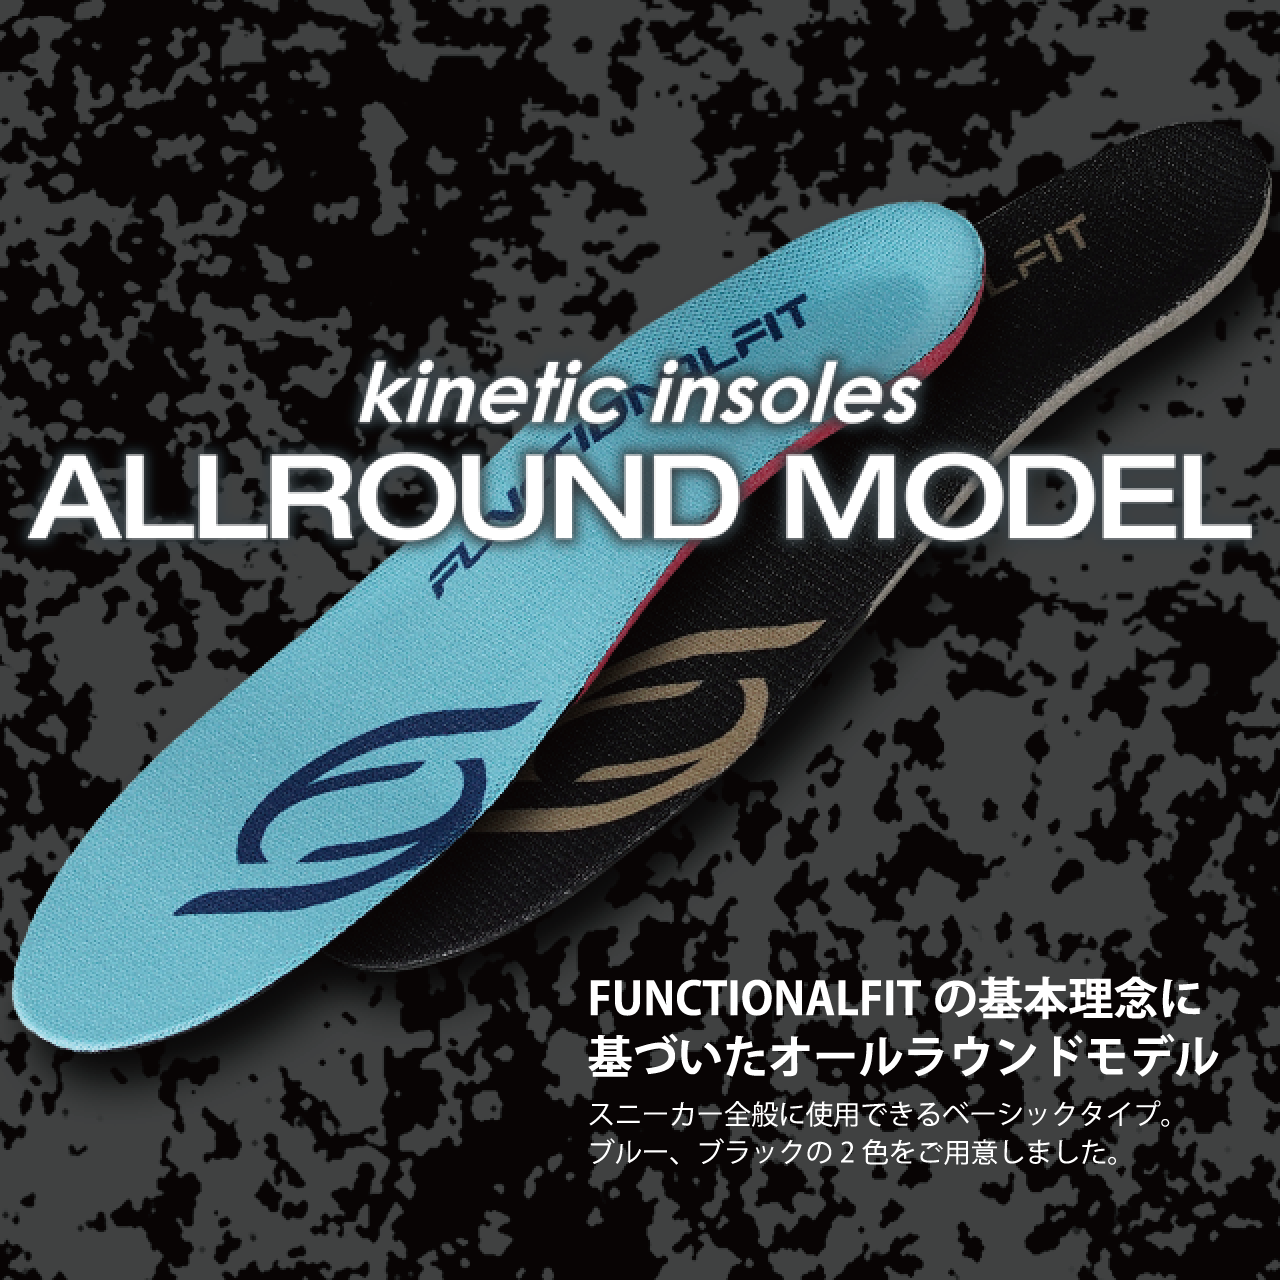 LFIT
FUNCTIONALFIT
kinetic insoles
ALLROUND MODEL
FUNCTIONALFIT の基本理念に
基づいたオールラウンドモデル
スニーカー全般に使用できるベーシックタイプ。
ブルー、ブラックの 2 色をご用意しました。